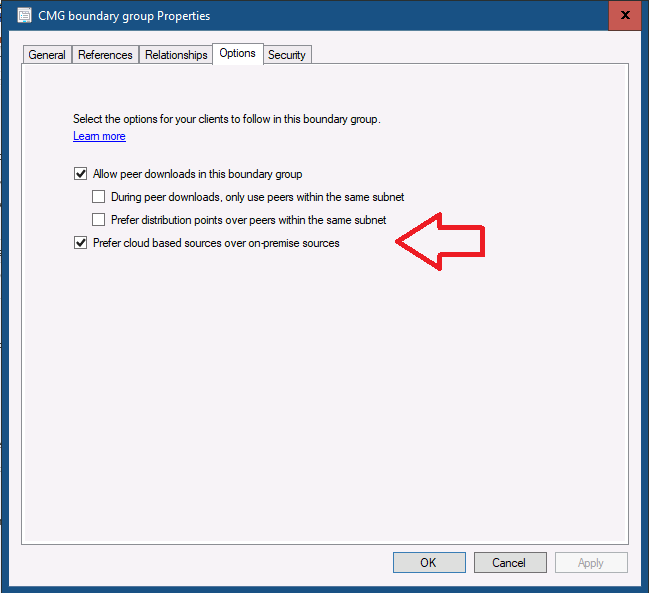 CMG boundary group Properties
General References Relationships Options Security
Select the options for your clients to follow in this boundary group.
Learn more
Allow peer downloads in this boundary group
During peer downloads, only use peers within the same subnet
Prefer distribution points over peers within the same subnet
Prefer cloud based sources over on-premise sources
OK Cancel Apply